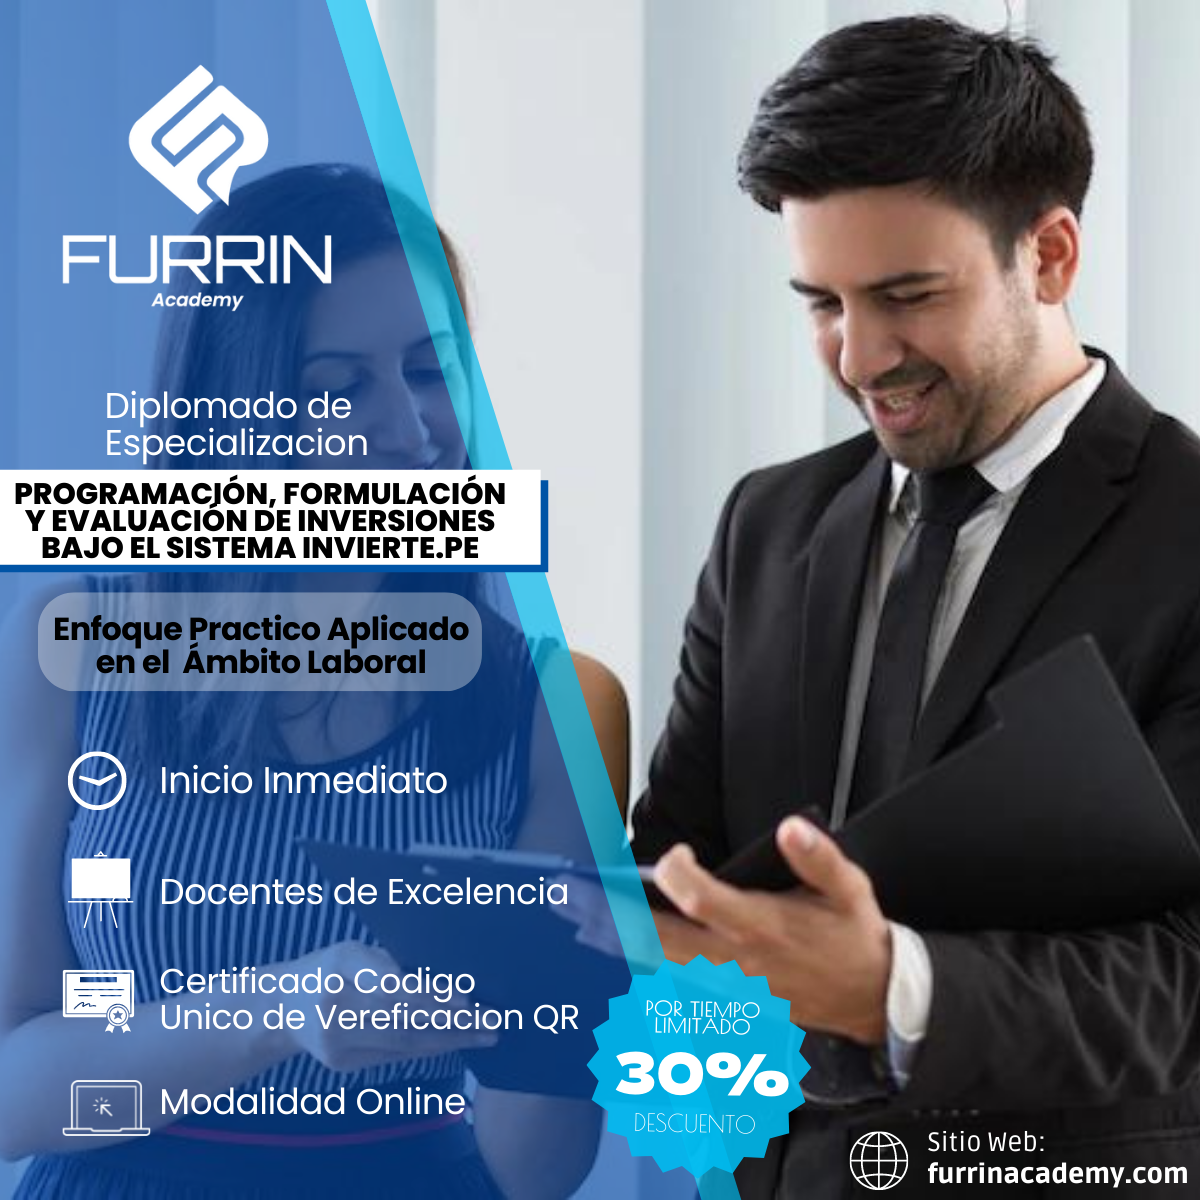 FURRIN
Academy
Diplomado de
Especializacion
PROGRAMACIÓN, FORMULACIÓN
Y EVALUACIÓN DE INVERSIONES
BAJO EL SISTEMA INVIERTE.PE
Enfoque Practico Aplicado
en el Ámbito Laboral
Inicio Inmediato
Docentes de Excelencia
Certificado Codigo
Unico de Vereficacion QR
Modalidad Online
POR TIEMPO
LIMITADO
30%
DESCUENTO
Sitio Web:
furrinacademy.com